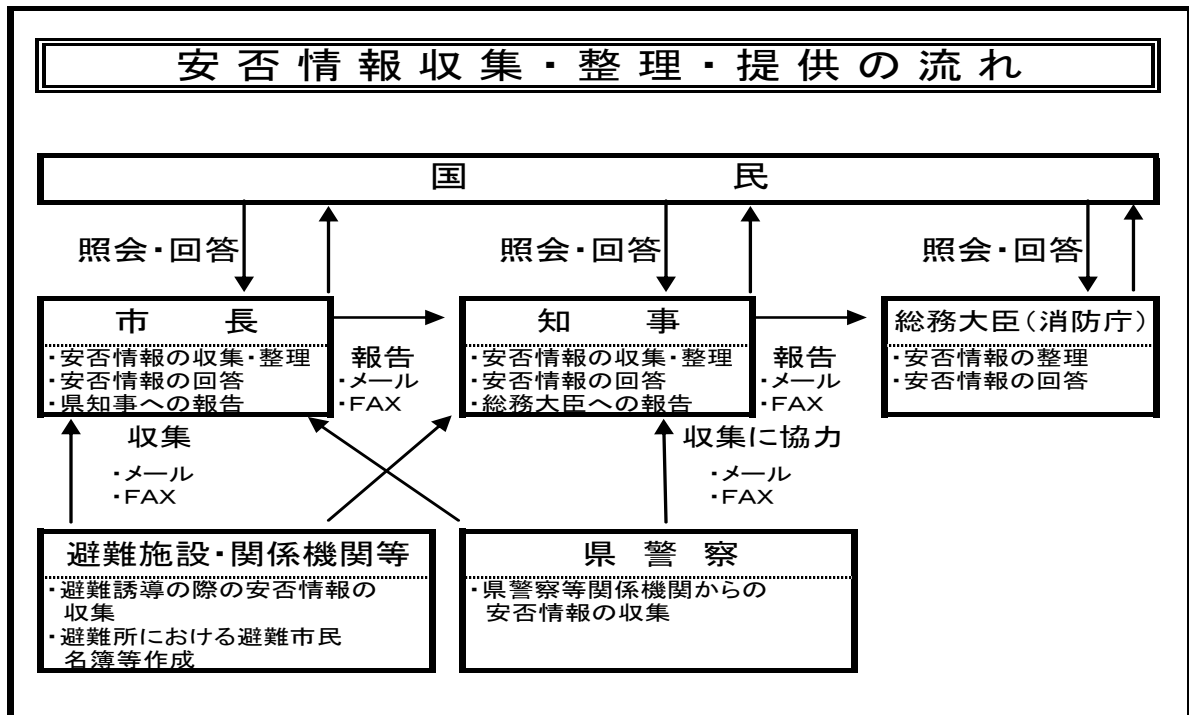 安否情報収集・整理・提供の流れ
国民
照会・回答
照会・回答
照会・回答
市長
・安否情報の収集・整理
・安否情報の回答
・県知事への報告
報告
・メール
・FAX
知事
・安否情報の収集・整理
・安否情報の回答
・総務大臣への報告
報告
・メール
・FAX
総務大臣（消防庁）
・安否情報の整理
・安否情報の回答
収集
・メール
・FAX
収集に協力
・メール
・FAX
避難施設・関係機関等
・避難誘導の際の安否情報の
収集
・避難所における避難市民
名簿等作成
県警察
・県警察等関係機関からの
安否情報の収集